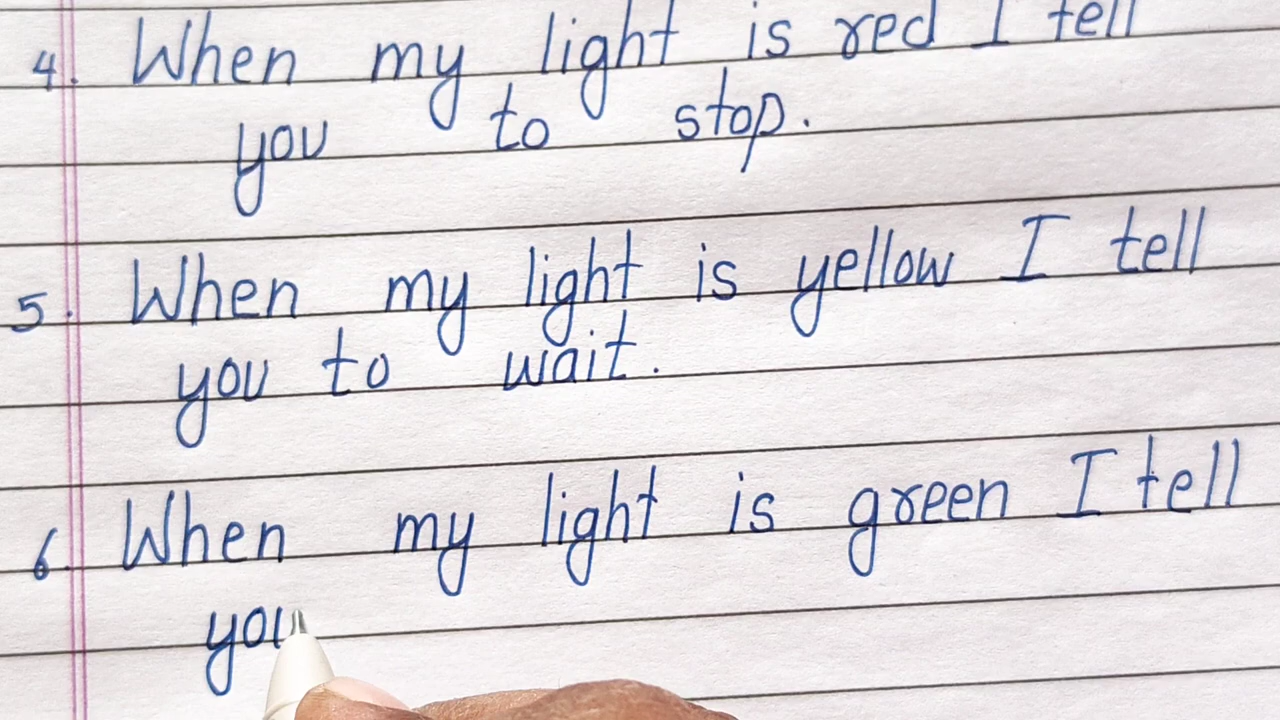 4. When my light is red I tell
you to stop.
5. When my light is yellow I tell
you to wait.
6. When my light is green I tell
you